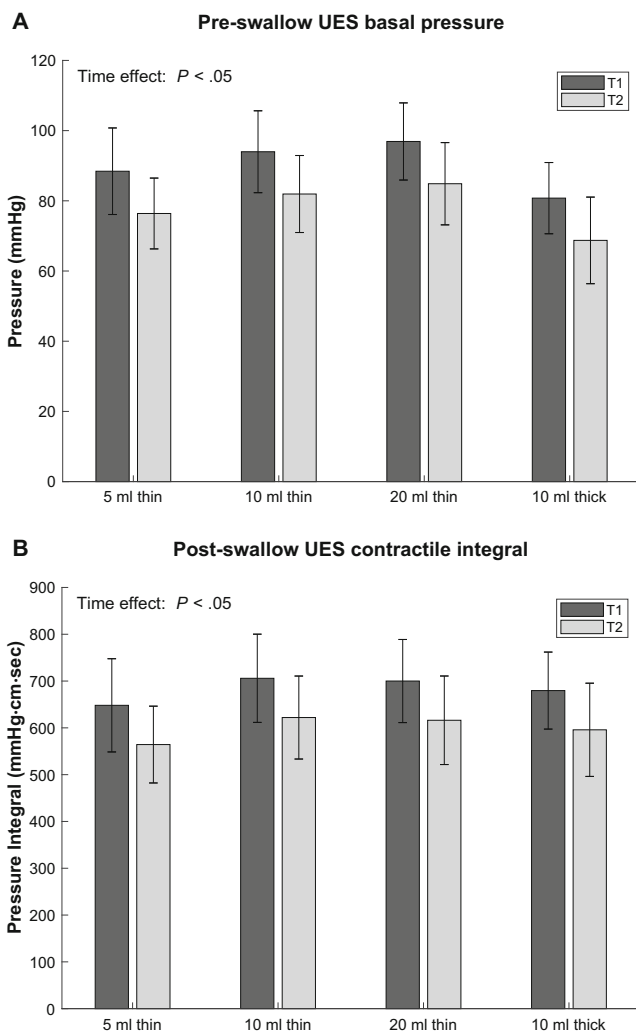 A
Pre-swallow UES basal pressure
Time effect: P < .05
T1
T2
Pressure (mmHg)
120
100
80
60
40
20
0
5 ml thin
10 ml thin
20 ml thin
10 ml thick
B
Post-swallow UES contractile integral
Time effect: P < .05
T1
T2
Pressure Integral (mmHg·cm·sec)
900
800
700
600
500
400
300
200
100
0
5 ml thin
10 ml thin
20 ml thin
10 ml thick